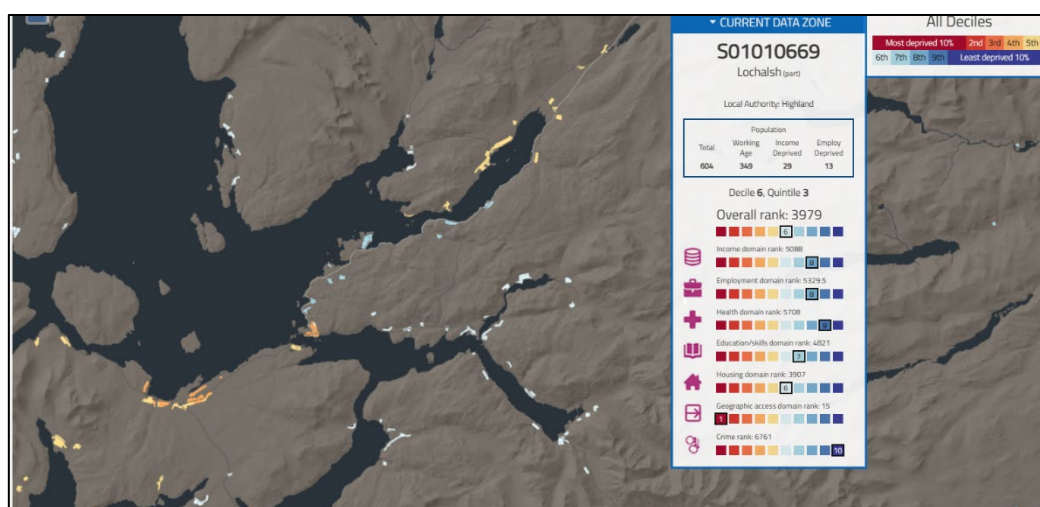 CURRENT DATA ZONE
S01010669
Lochalsh (part)
Local Authority: Highland
Population
Total Working Age Income Deprived Employ Deprived
604 349 29 13
Decile 6, Quintile 3
Overall rank: 3979
6
Income domain rank: 5088
8
Employment domain rank: 5329.5
8
Health domain rank: 5708
9
Education/skills domain rank: 4821
7
Housing domain rank: 3907
6
Geographic access domain rank: 15
1
Crime rank: 6761
10
All Deciles
Most deprived 10% 2nd 3rd 4th 5th
6th 7th 8th 9th Least deprived 10%